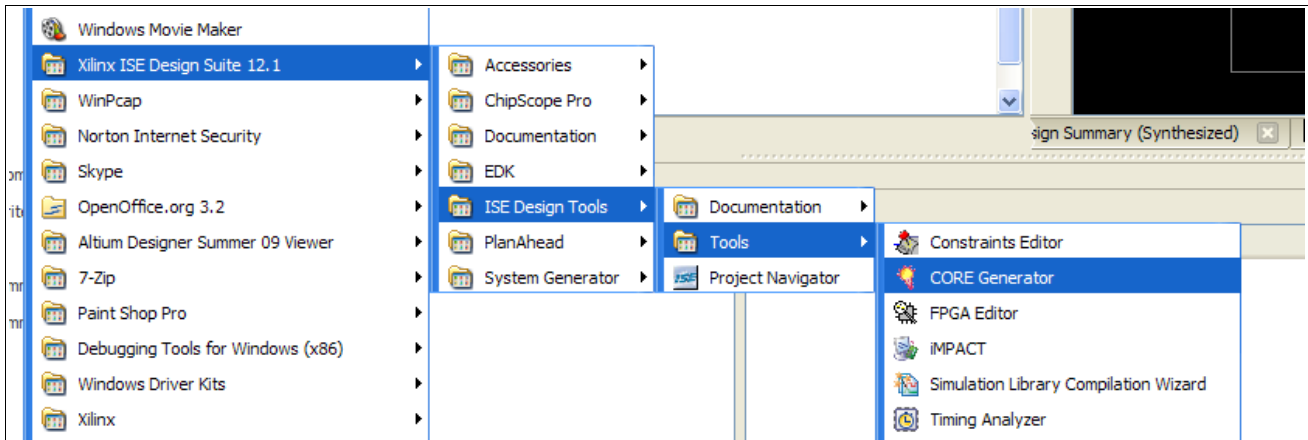 Windows Movie Maker
Xilinx ISE Design Suite 12.1
WinPcap
Norton Internet Security
Skype
OpenOffice.org 3.2
Altium Designer Summer 09 Viewer
7-Zip
Paint Shop Pro
Debugging Tools for Windows (x86)
Windows Driver Kits
Xilinx
Accessories
ChipScope Pro
Documentation
EDK
ISE Design Tools
PlanAhead
System Generator
Documentation
Tools
ISE Project Navigator
Constraints Editor
CORE Generator
FPGA Editor
iMPACT
Simulation Library Compilation Wizard
Timing Analyzer
sign Summary (Synthesized)